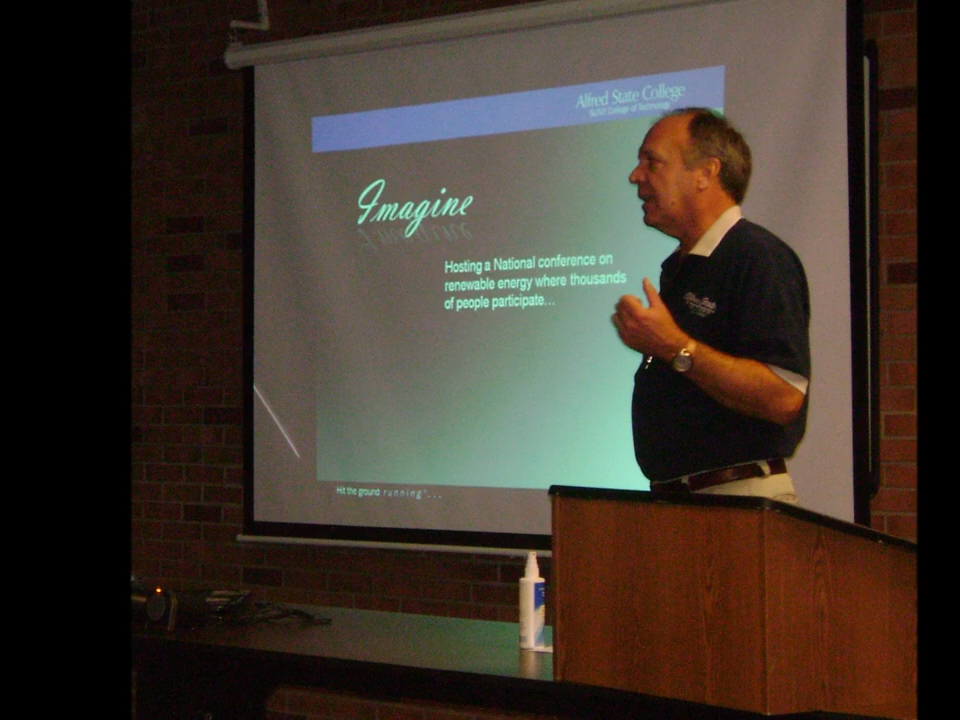 Alfred State College
SUNY College of Technology
Imagine
Hosting a National conference on
renewable energy where thousands
of people participate...
Hit the ground running®...